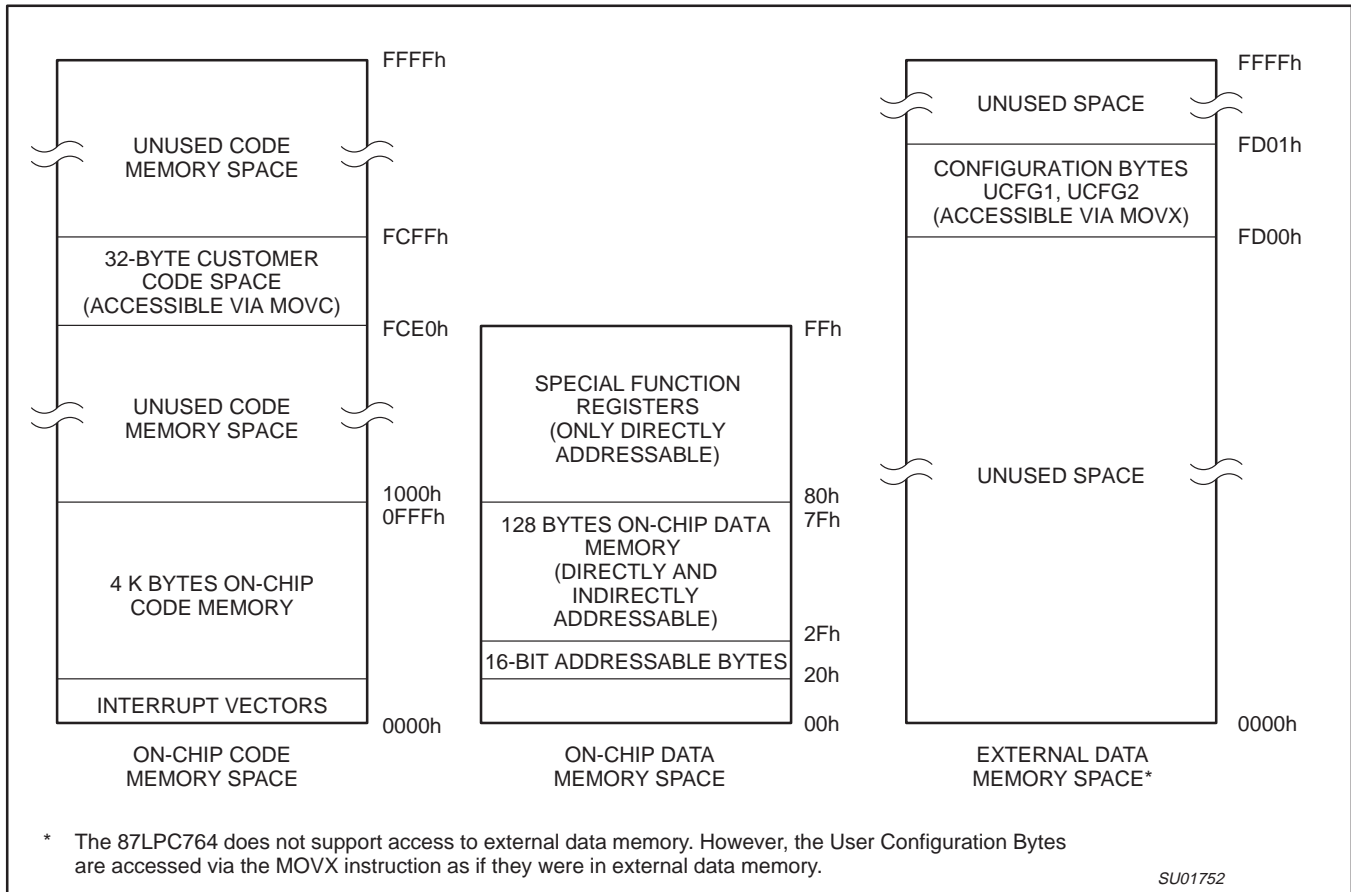 FFFFh
UNUSED CODE
MEMORY SPACE
FCFFh
32-BYTE CUSTOMER
CODE SPACE
(ACCESSIBLE VIA MOVC)
FCE0h
UNUSED CODE
MEMORY SPACE
1000h
0FFFh
4 K BYTES ON-CHIP
CODE MEMORY
INTERRUPT VECTORS
0000h
ON-CHIP CODE
MEMORY SPACE
FFh
SPECIAL FUNCTION
REGISTERS
(ONLY DIRECTLY
ADDRESSABLE)
80h
7Fh
128 BYTES ON-CHIP DATA
MEMORY
(DIRECTLY AND
INDIRECTLY
ADDRESSABLE)
2Fh
16-BIT ADDRESSABLE BYTES
20h
00h
ON-CHIP DATA
MEMORY SPACE
FFFFh
UNUSED SPACE
FD01h
CONFIGURATION BYTES
UCFG1, UCFG2
(ACCESSIBLE VIA MOVX)
FD00h
UNUSED SPACE
0000h
EXTERNAL DATA
MEMORY SPACE*
* The 87LPC764 does not support access to external data memory. However, the User Configuration Bytes
are accessed via the MOVX instruction as if they were in external data memory.
SU01752